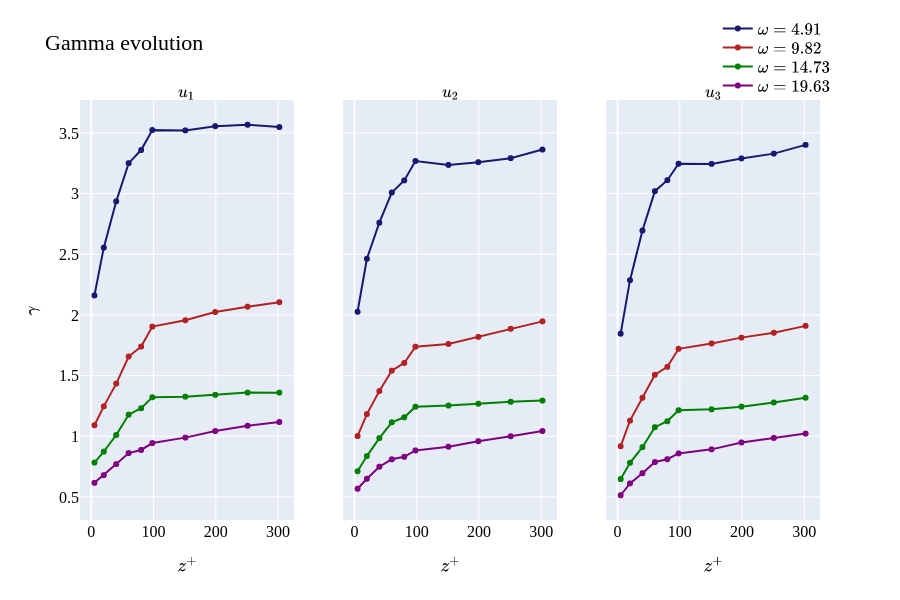 Gamma evolution
ω = 4.91
ω = 9.82
ω = 14.73
ω = 19.63
u₁ u₂ u₃
3.5
3
2.5
2
1.5
1
0.5
γ
0 100 200 300 0 100 200 300 0 100 200 300
z⁺ z⁺ z⁺